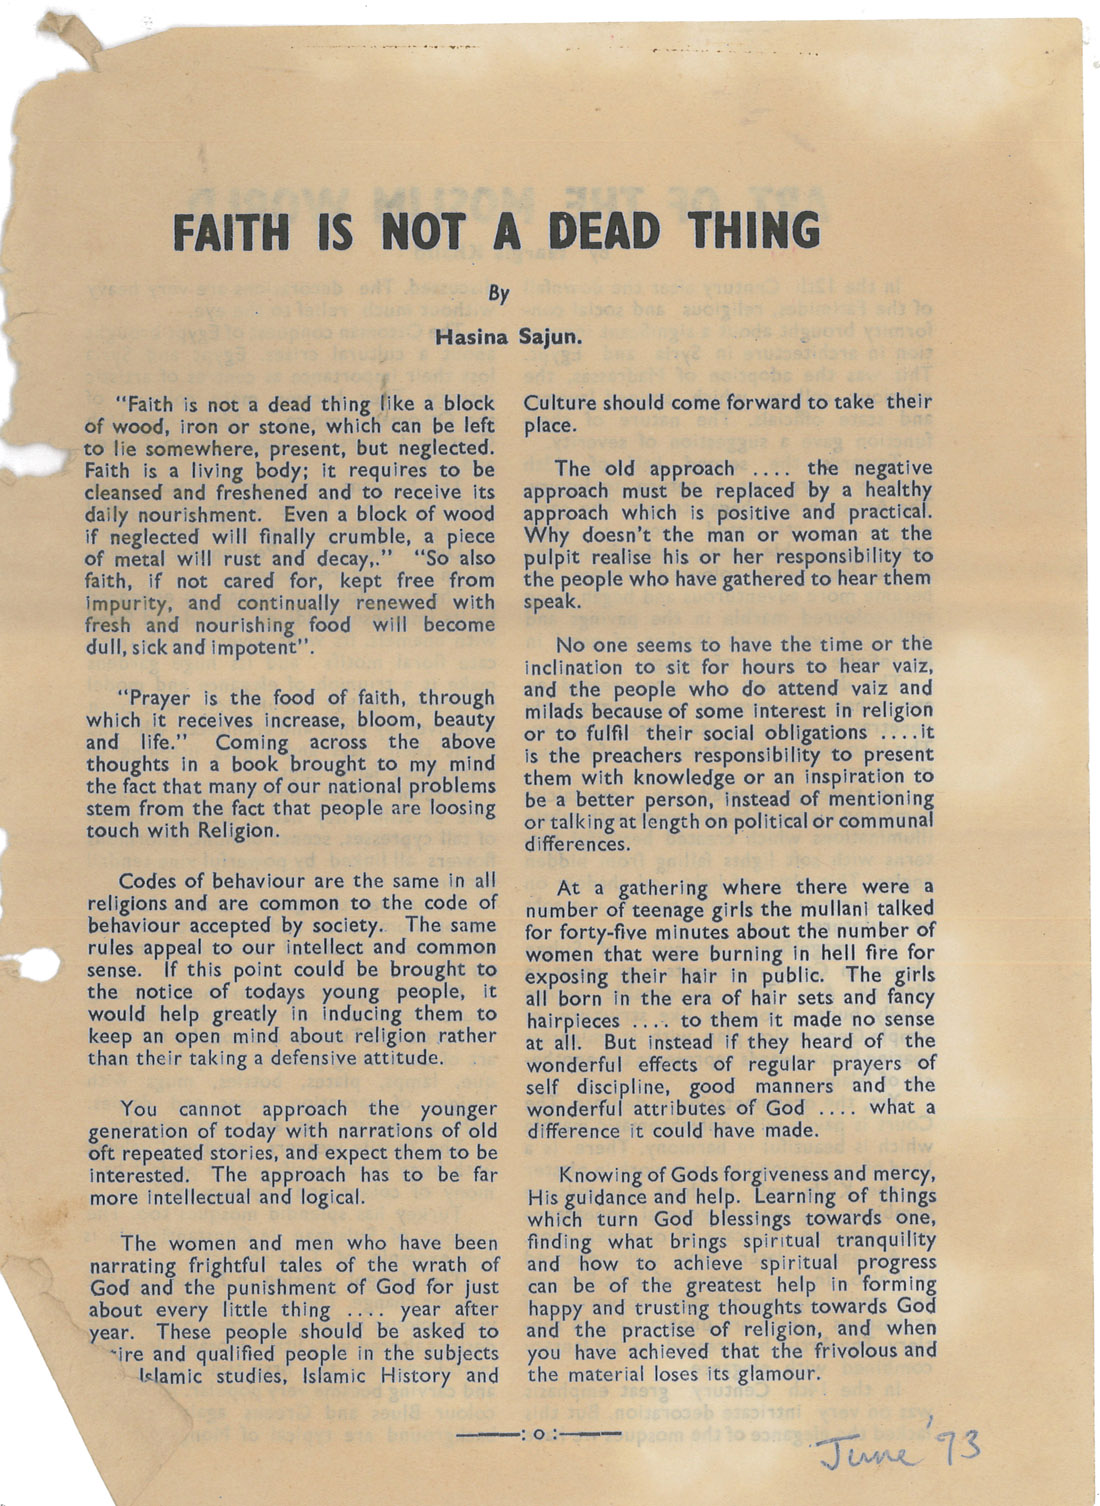 FAITH IS NOT A DEAD THING
By
Hasina Sajun.
"Faith is not a dead thing like a block
of wood, iron or stone, which can be left
to lie somewhere, present, but neglected.
Faith is a living body; it requires to be
cleansed and freshened and to receive its
daily nourishment. Even a block of wood
if neglected will finally crumble, a piece
of metal will rust and decay,." "So also
faith, if not cared for, kept free from
impurity, and continually renewed with
fresh and nourishing food will become
dull, sick and impotent".
"Prayer is the food of faith, through
which it receives increase, bloom, beauty
and life." Coming across the above
thoughts in a book brought to my mind
the fact that many of our national problems
stem from the fact that people are loosing
touch with Religion.
Codes of behaviour are the same in all
religions and are common to the code of
behaviour accepted by society. The same
rules appeal to our intellect and common
sense. If this point could be brought to
the notice of todays young people, it
would help greatly in inducing them to
keep an open mind about religion rather
than their taking a defensive attitude.
You cannot approach the younger
generation of today with narrations of old
oft repeated stories, and expect them to be
interested. The approach has to be far
more intellectual and logical.
The women and men who have been
narrating frightful tales of the wrath of
God and the punishment of God for just
about every little thing .... year after
year. These people should be asked to
ire and qualified people in the subjects
Islamic studies, Islamic History and
Culture should come forward to take their
place.
The old approach .... the negative
approach must be replaced by a healthy
approach which is positive and practical.
Why doesn't the man or woman at the
pulpit realise his or her responsibility to
the people who have gathered to hear them
speak.
No one seems to have the time or the
inclination to sit for hours to hear vaiz,
and the people who do attend vaiz and
milads because of some interest in religion
or to fulfil their social obligations ....it
is the preachers responsibility to present
them with knowledge or an inspiration to
be a better person, instead of mentioning
or talking at length on political or communal
differences.
At a gathering where there were a
number of teenage girls the mullani talked
for forty-five minutes about the number of
women that were burning in hell fire for
exposing their hair in public. The girls
all born in the era of hair sets and fancy
hairpieces .... to them it made no sense
at all. But instead if they heard of the
wonderful effects of regular prayers of
self discipline, good manners and the
wonderful attributes of God .... what a
difference it could have made.
Knowing of Gods forgiveness and mercy,
His guidance and help. Learning of things
which turn God blessings towards one,
finding what brings spiritual tranquility
and how to achieve spiritual progress
can be of the greatest help in forming
happy and trusting thoughts towards God
and the practise of religion, and when
you have achieved that the frivolous and
the material loses its glamour.
:o:
June '93